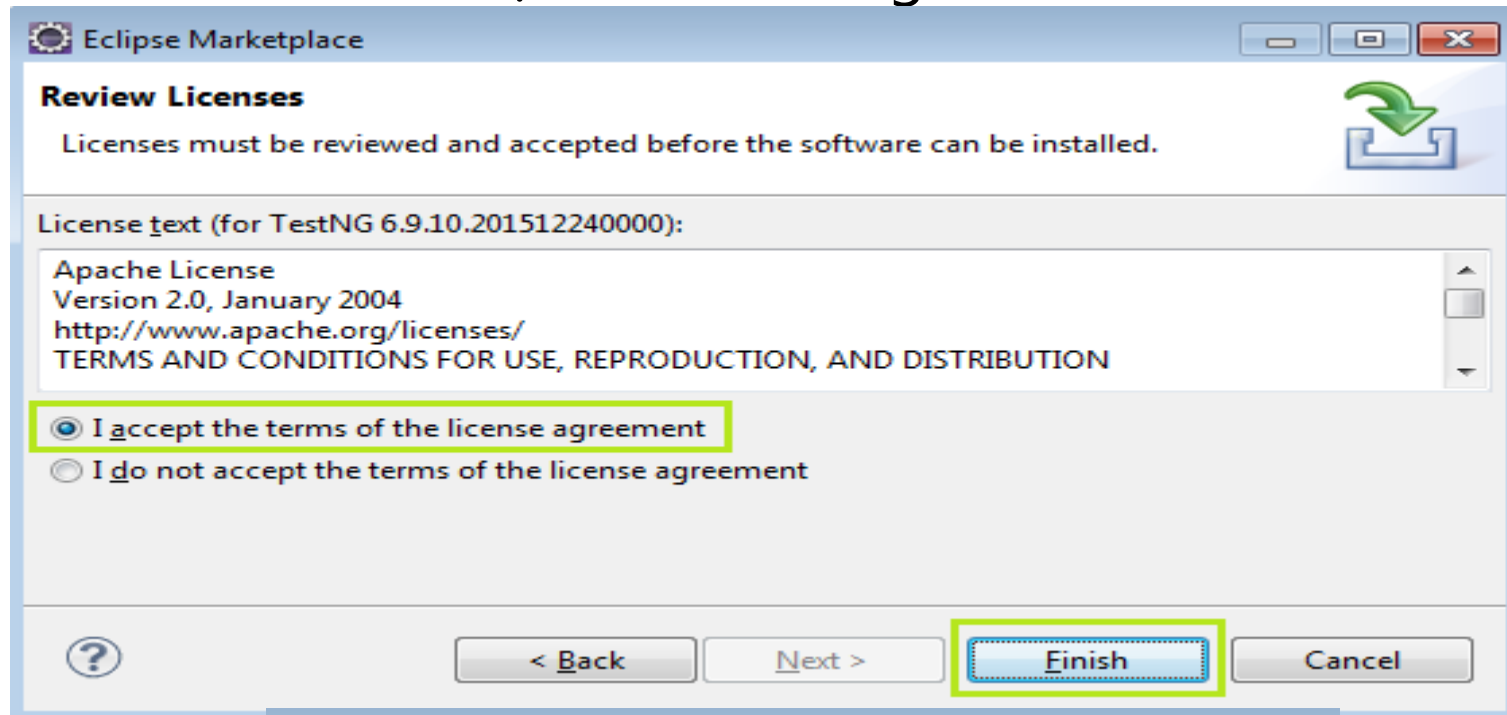 Eclipse Marketplace
Review Licenses
Licenses must be reviewed and accepted before the software can be installed.
License text (for TestNG 6.9.10.201512240000):
Apache License
Version 2.0, January 2004
http://www.apache.org/licenses/
TERMS AND CONDITIONS FOR USE, REPRODUCTION, AND DISTRIBUTION
I accept the terms of the license agreement
I do not accept the terms of the license agreement
? < Back Next > Finish Cancel